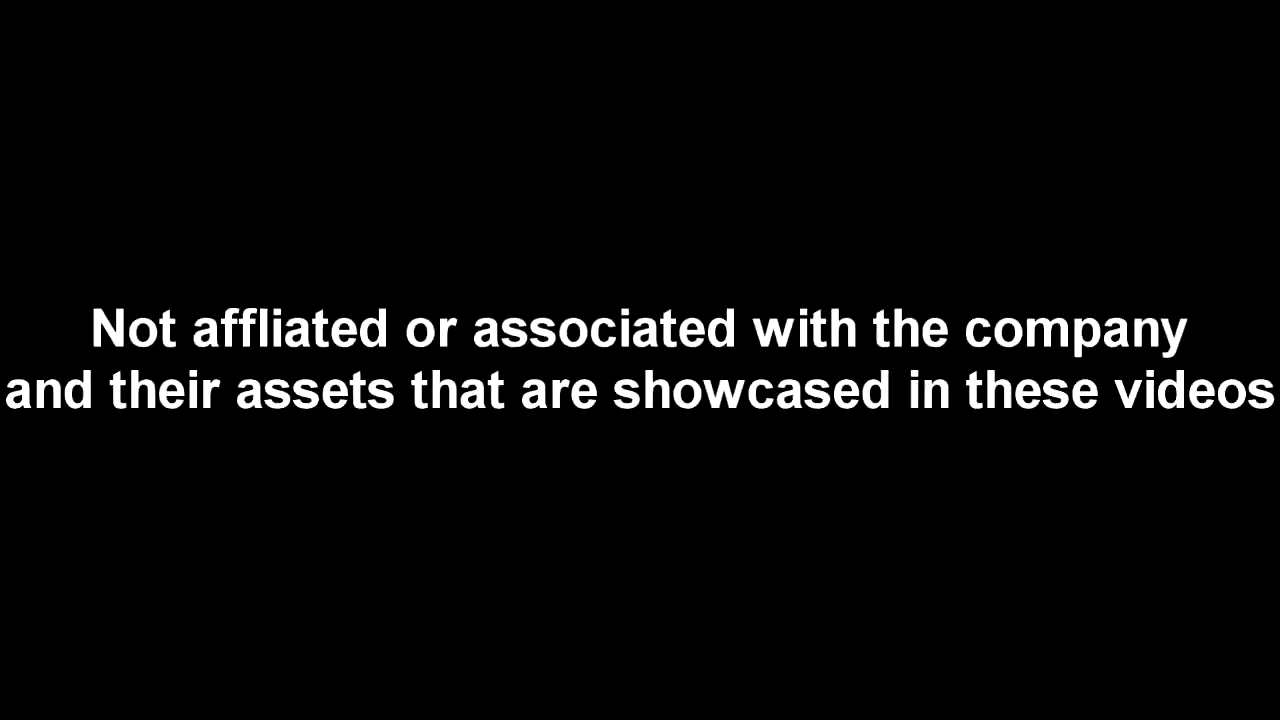 Not affliated or associated with the company
and their assets that are showcased in these videos